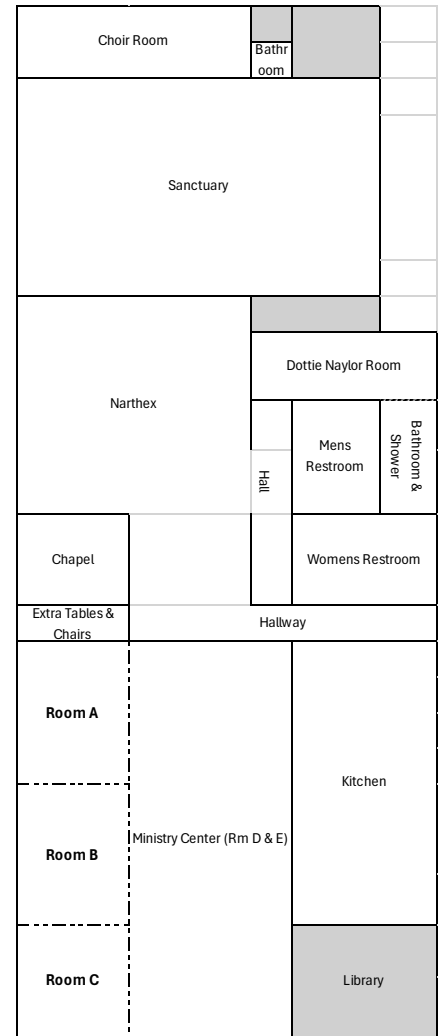 Choir Room
Bathr
oom
Sanctuary
Dottie Naylor Room
Narthex
Mens
Restroom
Bathroom &
Shower
Hall
Chapel
Womens Restroom
Extra Tables &
Chairs
Hallway
Room A
Kitchen
Ministry Center (Rm D & E)
Room B
Room C
Library